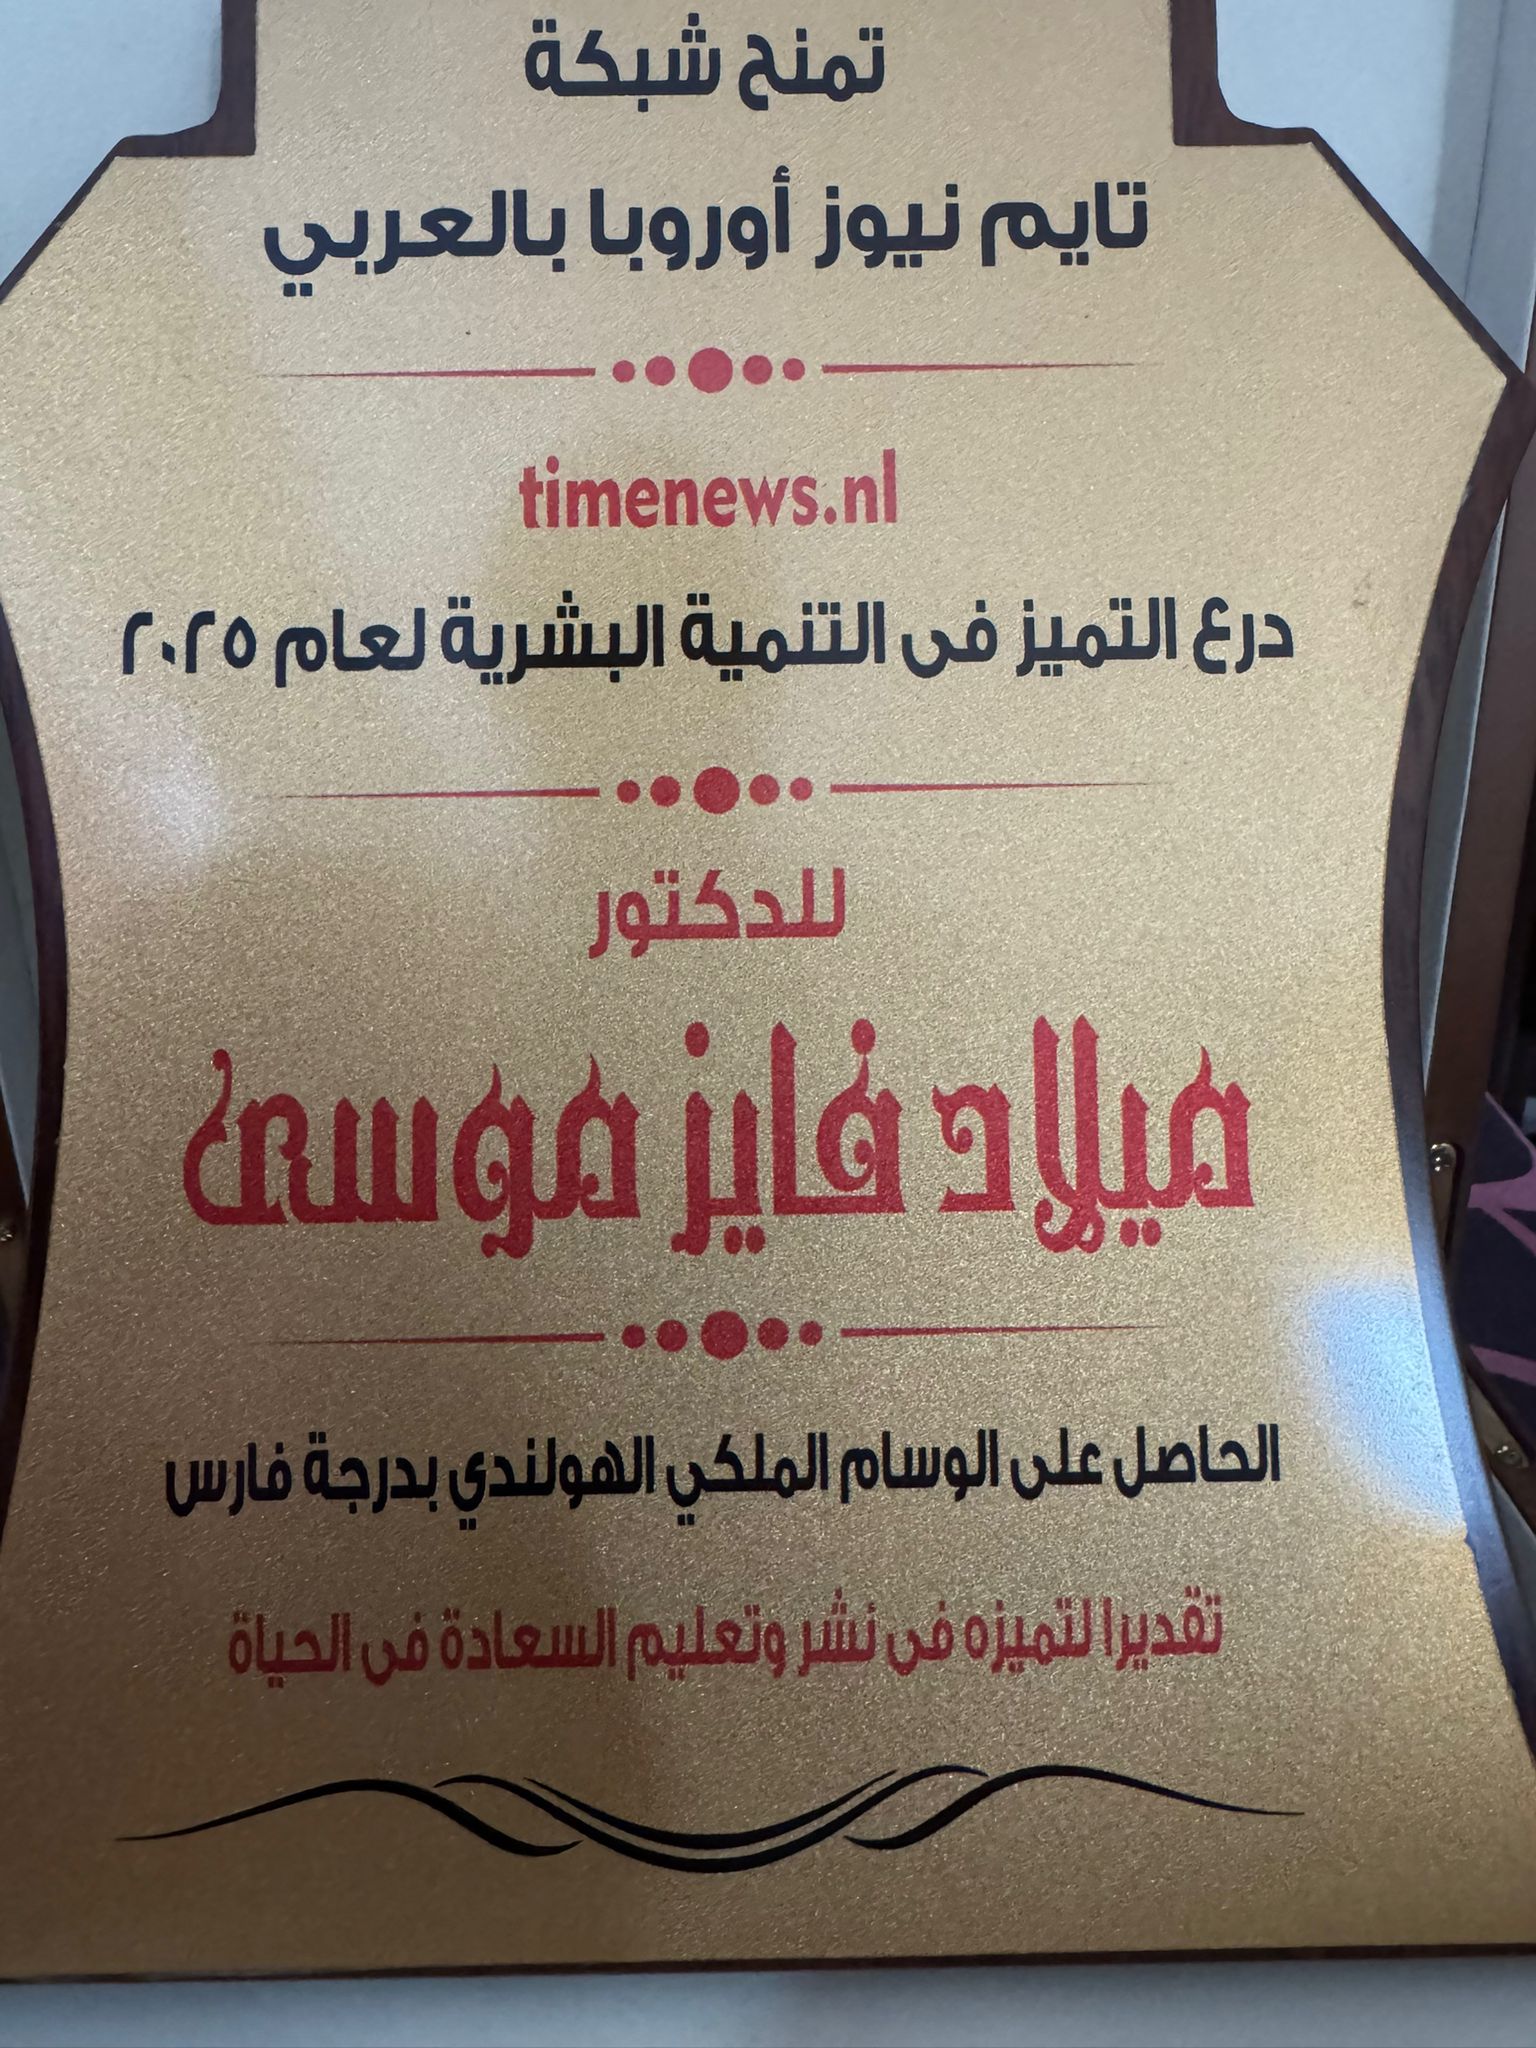 تمنح شبكة
تايم نيوز أوروبا بالعربي
timenews.nl
درع التميز فى التنمية البشرية لعام ٢٠٢٥
للدكتور
ميلاد فايز موسى
الحاصل على الوسام الملكي الهولندي بدرجة فارس
تقديرا لتميزه فى نشر وتعليم السعادة فى الحياة